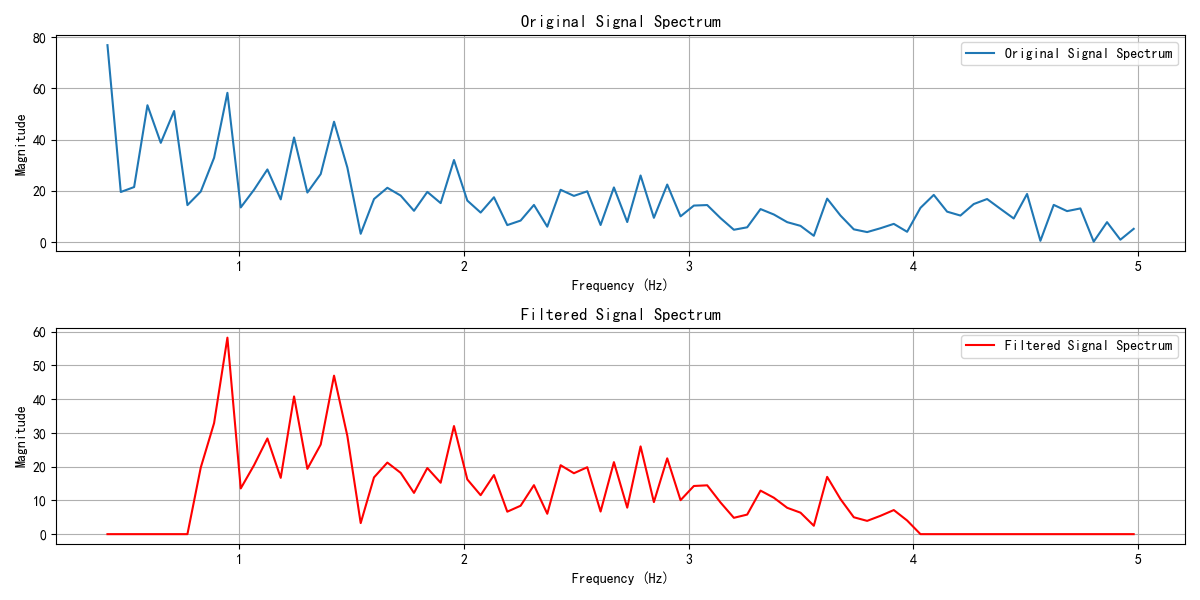 Original Signal Spectrum
80
60
40
20
0
Magnitude
Original Signal Spectrum
1
2
3
4
5
Frequency (Hz)
Filtered Signal Spectrum
60
50
40
30
20
10
0
Magnitude
Filtered Signal Spectrum
1
2
3
4
5
Frequency (Hz)